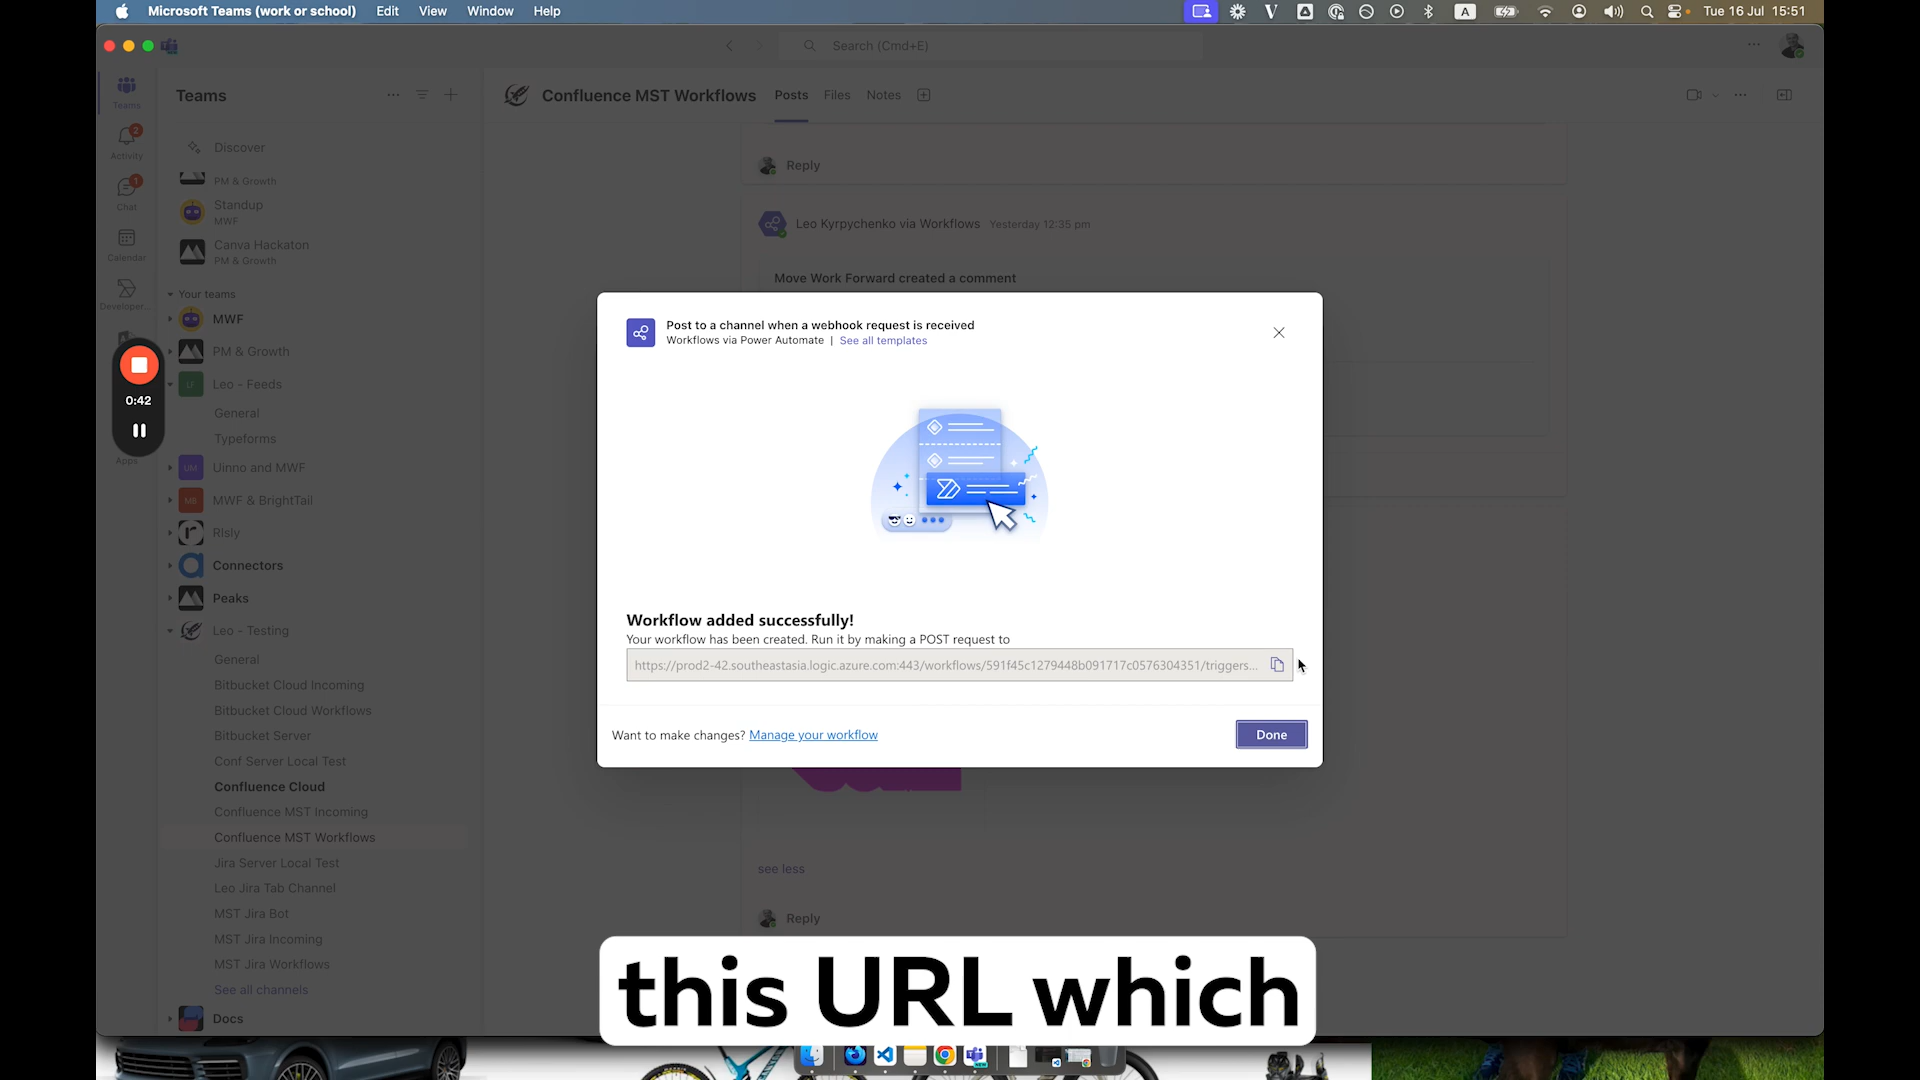 Microsoft Teams (work or school) Edit View Window Help
A
Tue 16 Jul 15:51
Search (Cmd+E)
Teams
Teams
Confluence MST Workflows Posts Files Notes
2
Activity
Discover
PM & Growth
Reply
1
Chat
Standup
MWF
Leo Kyrpychenko via Workflows Yesterday 12:35 pm
Calendar
Canva Hackaton
PM & Growth
Move Work Forward created a comment
Developer...
Your teams
MWF
Post to a channel when a webhook request is received
Workflows via Power Automate | See all templates
PM & Growth
LF
Leo - Feeds
0:42
General
Typeforms
Apps
UM
Uinno and MWF
MB
MWF & BrightTail
Rlsly
Connectors
Peaks
Leo - Testing
Workflow added successfully!
Your workflow has been created. Run it by making a POST request to
https://prod2-42.southeastasia.logic.azure.com:443/workflows/591f45c1279448b091717c0576304351/triggers...
General
Bitbucket Cloud Incoming
Bitbucket Cloud Workflows
Bitbucket Server
Want to make changes? Manage your workflow
Done
Conf Server Local Test
Confluence Cloud
Confluence MST Incoming
Confluence MST Workflows
Jira Server Local Test
see less
Leo Jira Tab Channel
MST Jira Bot
Reply
MST Jira Incoming
MST Jira Workflows
See all channels
Docs
this URL which